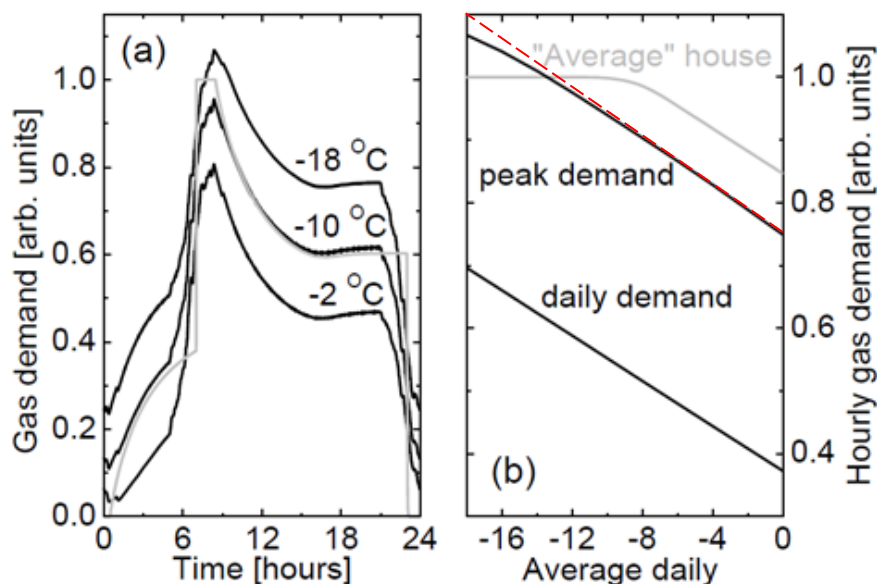 (a)
Gas demand [arb. units]
1.0
0.8
0.6
0.4
0.2
0.0
-18 °C
-10 °C
-2 °C
0 6 12 18 24
Time [hours]
"Average" house
peak demand
daily demand
(b)
1.0
0.8
0.6
0.4
Hourly gas demand [arb. units]
-16 -12 -8 -4 0
Average daily